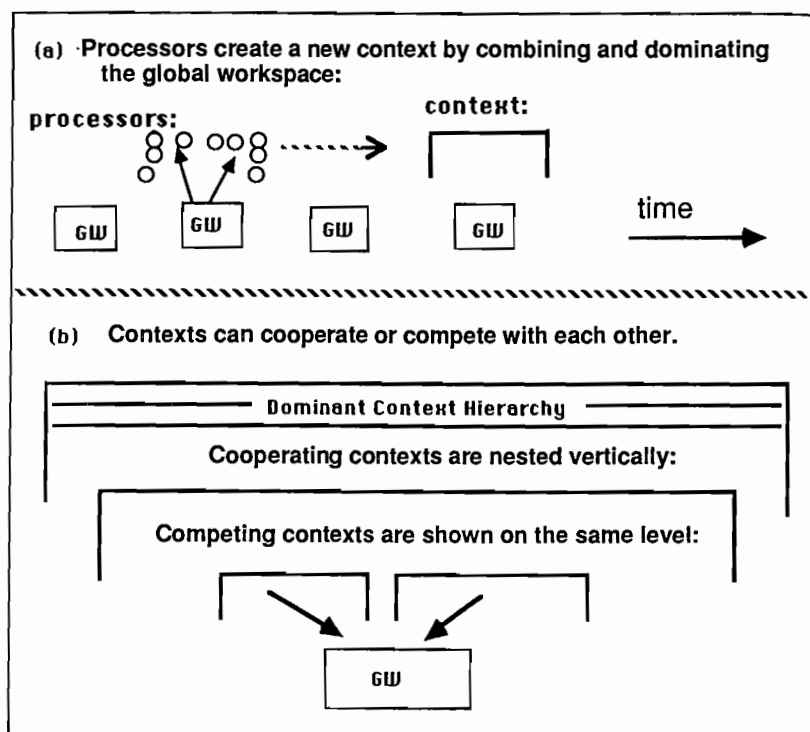 (a) Processors create a new context by combining and dominating
the global workspace:
context:
processors:
time
GW GW GW GW
(b) Contexts can cooperate or compete with each other.
Dominant Context Hierarchy
Cooperating contexts are nested vertically:
Competing contexts are shown on the same level:
GW